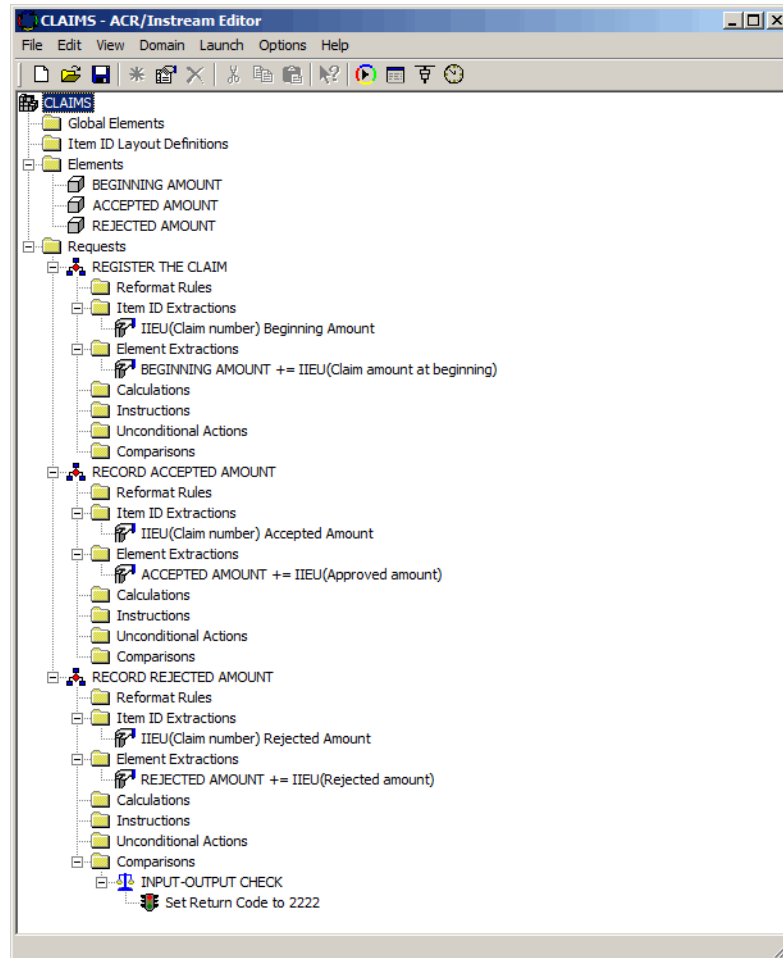 CLAIMS - ACR/Instream Editor
File Edit View Domain Launch Options Help
CLAIMS
Global Elements
Item ID Layout Definitions
Elements
BEGINNING AMOUNT
ACCEPTED AMOUNT
REJECTED AMOUNT
Requests
REGISTER THE CLAIM
Reformat Rules
Item ID Extractions
IIEU(Claim number) Beginning Amount
Element Extractions
BEGINNING AMOUNT += IIEU(Claim amount at beginning)
Calculations
Instructions
Unconditional Actions
Comparisons
RECORD ACCEPTED AMOUNT
Reformat Rules
Item ID Extractions
IIEU(Claim number) Accepted Amount
Element Extractions
ACCEPTED AMOUNT += IIEU(Approved amount)
Calculations
Instructions
Unconditional Actions
Comparisons
RECORD REJECTED AMOUNT
Reformat Rules
Item ID Extractions
IIEU(Claim number) Rejected Amount
Element Extractions
REJECTED AMOUNT += IIEU(Rejected amount)
Calculations
Instructions
Unconditional Actions
Comparisons
INPUT-OUTPUT CHECK
Set Return Code to 2222